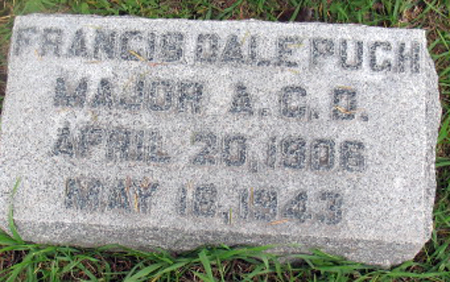 FRANCIS DALE PUGH
MAJOR A.C.D.
APRIL 20, 1906
MAY 18, 1943